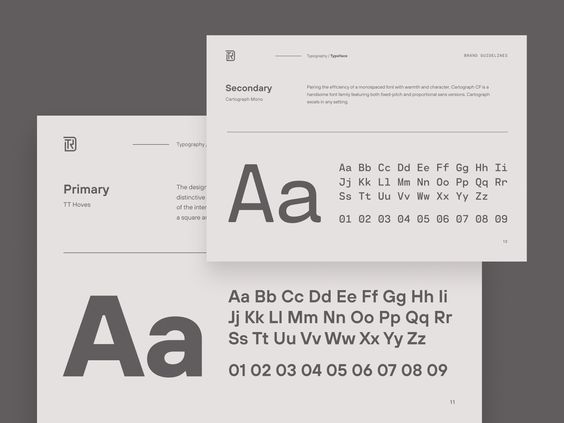 Typography / Typeface
BRAND GUIDELINES
Secondary
Cartograph Mono
Pairing the efficiency of a monospaced font with warmth and character, Cartograph CF is a
handsome font family featuring both fixed-pitch and proportional sans versions. Cartograph
excels in any setting.
Aa
Aa Bb Cc Dd Ee Ff Gg Hh Ii
Jj Kk Ll Mm Nn Oo Pp Qq Rr
Ss Tt Uu Vv Ww Xx Yy Zz
01 02 03 04 05 06 07 08 09
12
Typography /
Primary
TT Hoves
The design
distinctive
of the inter
a square an
Aa
Aa Bb Cc Dd Ee Ff Gg Hh Ii
Jj Kk Ll Mm Nn Oo Pp Qq Rr
Ss Tt Uu Vv Ww Xx Yy Zz
01 02 03 04 05 06 07 08 09
11